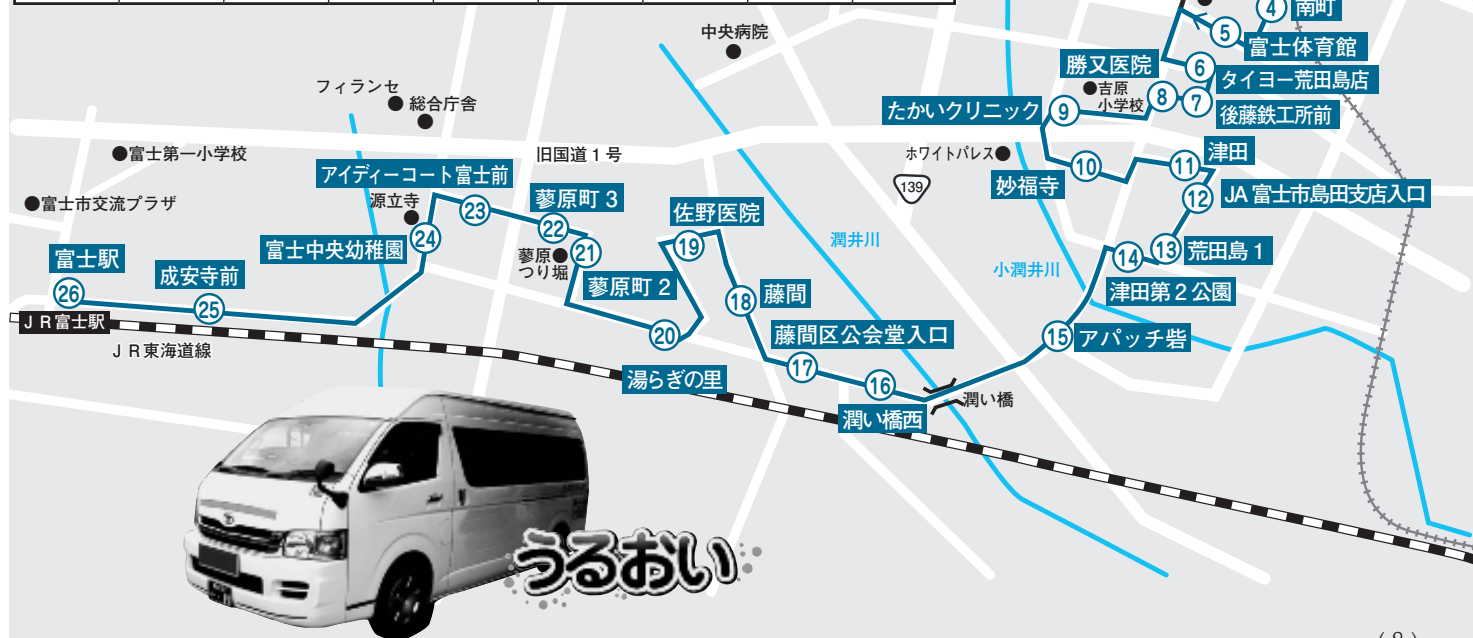 ④ 南町
⑤ 富士体育館
⑥ タイヨー荒田島店
⑦ 後藤鉄工所前
⑧ 勝又医院
吉原
小学校
⑨ たかいクリニック
ホワイトパレス
⑩ 妙福寺
⑪ 津田
⑫ JA富士市島田支店入口
⑬ 荒田島1
⑭ 津田第2公園
⑮ アパッチ砦
139
潤井川
小潤井川
潤い橋
⑯ 潤い橋西
⑰ 藤間区公会堂入口
⑱ 藤間
⑲ 佐野医院
⑳ 湯らぎの里
㉑ 蓼原町2
㉒ 蓼原町3
蓼原
つり堀
㉓ アイディーコート富士前
源立寺
㉔ 富士中央幼稚園
㉕ 成安寺前
㉖ 富士駅
JR富士駅
JR東海道線
中央病院
フィランセ
総合庁舎
富士第一小学校
旧国道1号
富士市交流プラザ
うるおい